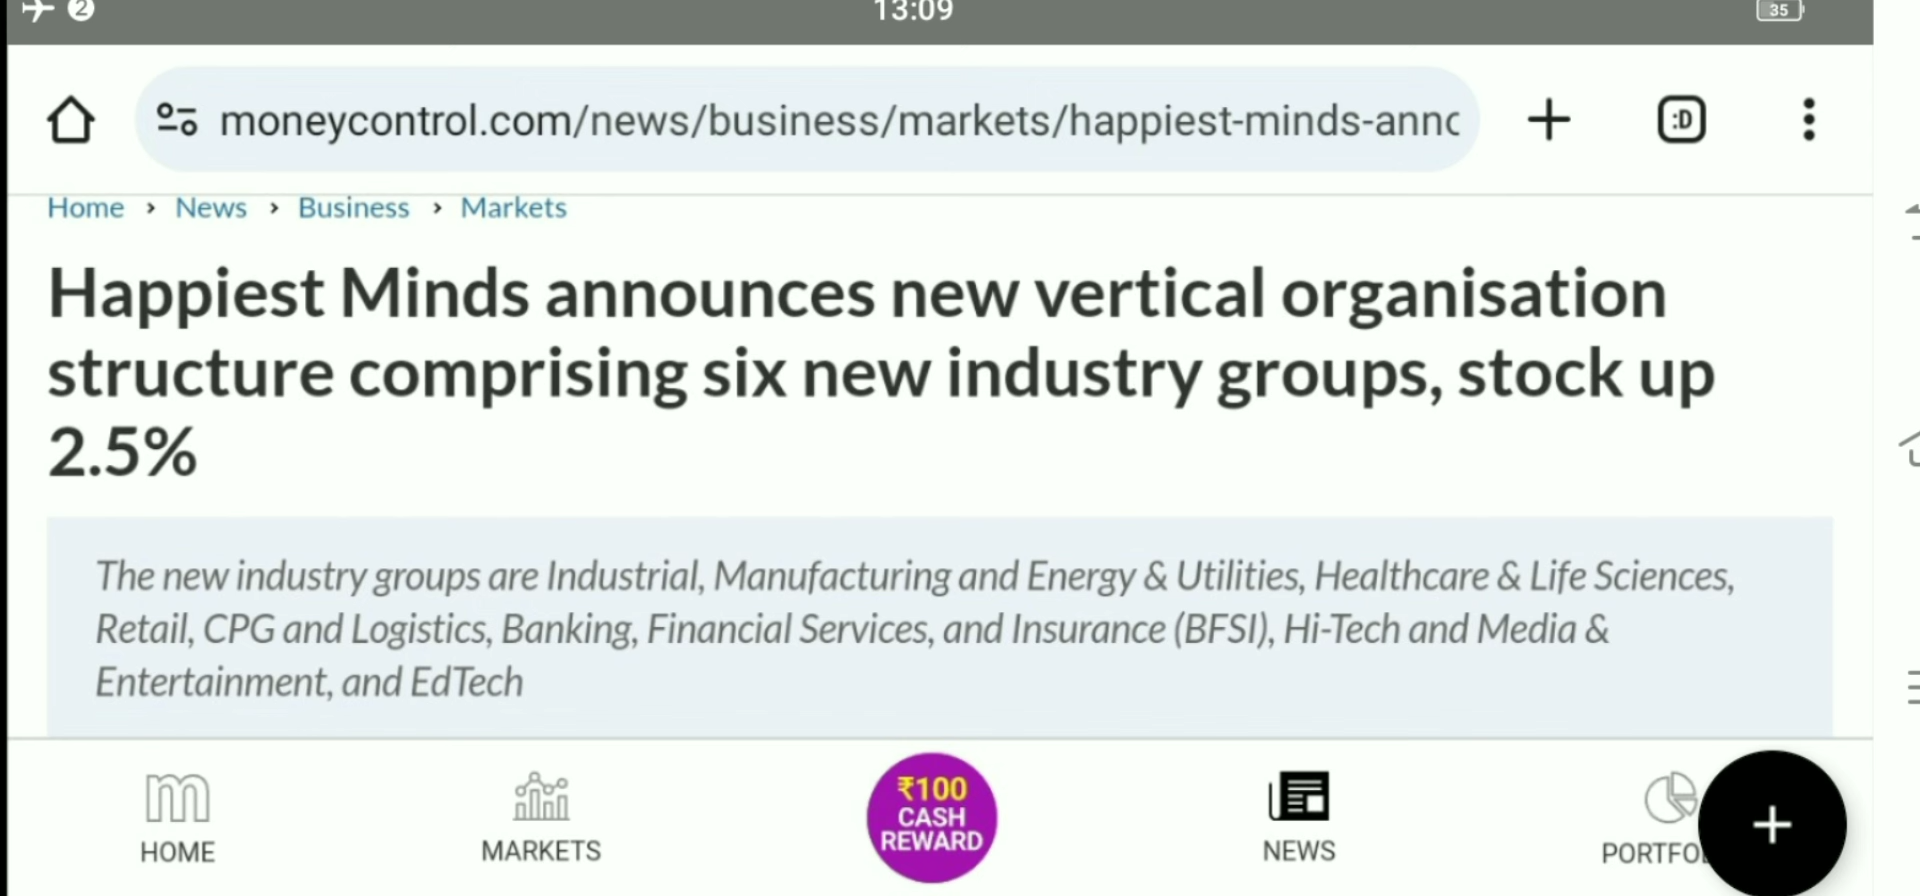 2 13:09 35
moneycontrol.com/news/business/markets/happiest-minds-anno
:D
Home › News › Business › Markets
Happiest Minds announces new vertical organisation
structure comprising six new industry groups, stock up
2.5%
The new industry groups are Industrial, Manufacturing and Energy & Utilities, Healthcare & Life Sciences,
Retail, CPG and Logistics, Banking, Financial Services, and Insurance (BFSI), Hi-Tech and Media &
Entertainment, and EdTech
₹100
CASH
REWARD
HOME MARKETS NEWS PORTFO